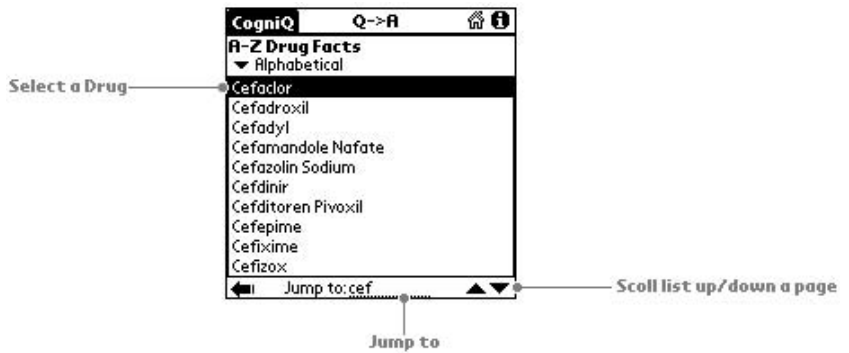 CogniQ Q->A
A-Z Drug Facts
Alphabetical
Select a Drug
Cefaclor
Cefadroxil
Cefadyl
Cefamandole Nafate
Cefazolin Sodium
Cefdinir
Cefditoren Pivoxil
Cefepime
Cefixime
Cefizox
Jump to: cef
Scoll list up/down a page
Jump to